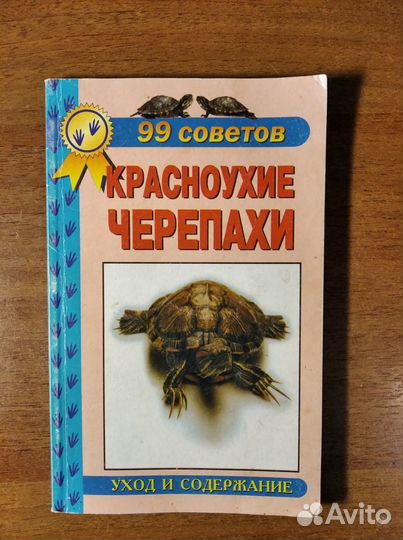 99 советов
КРАСНОУХИЕ
ЧЕРЕПАХИ
УХОД И СОДЕРЖАНИЕ
Avito